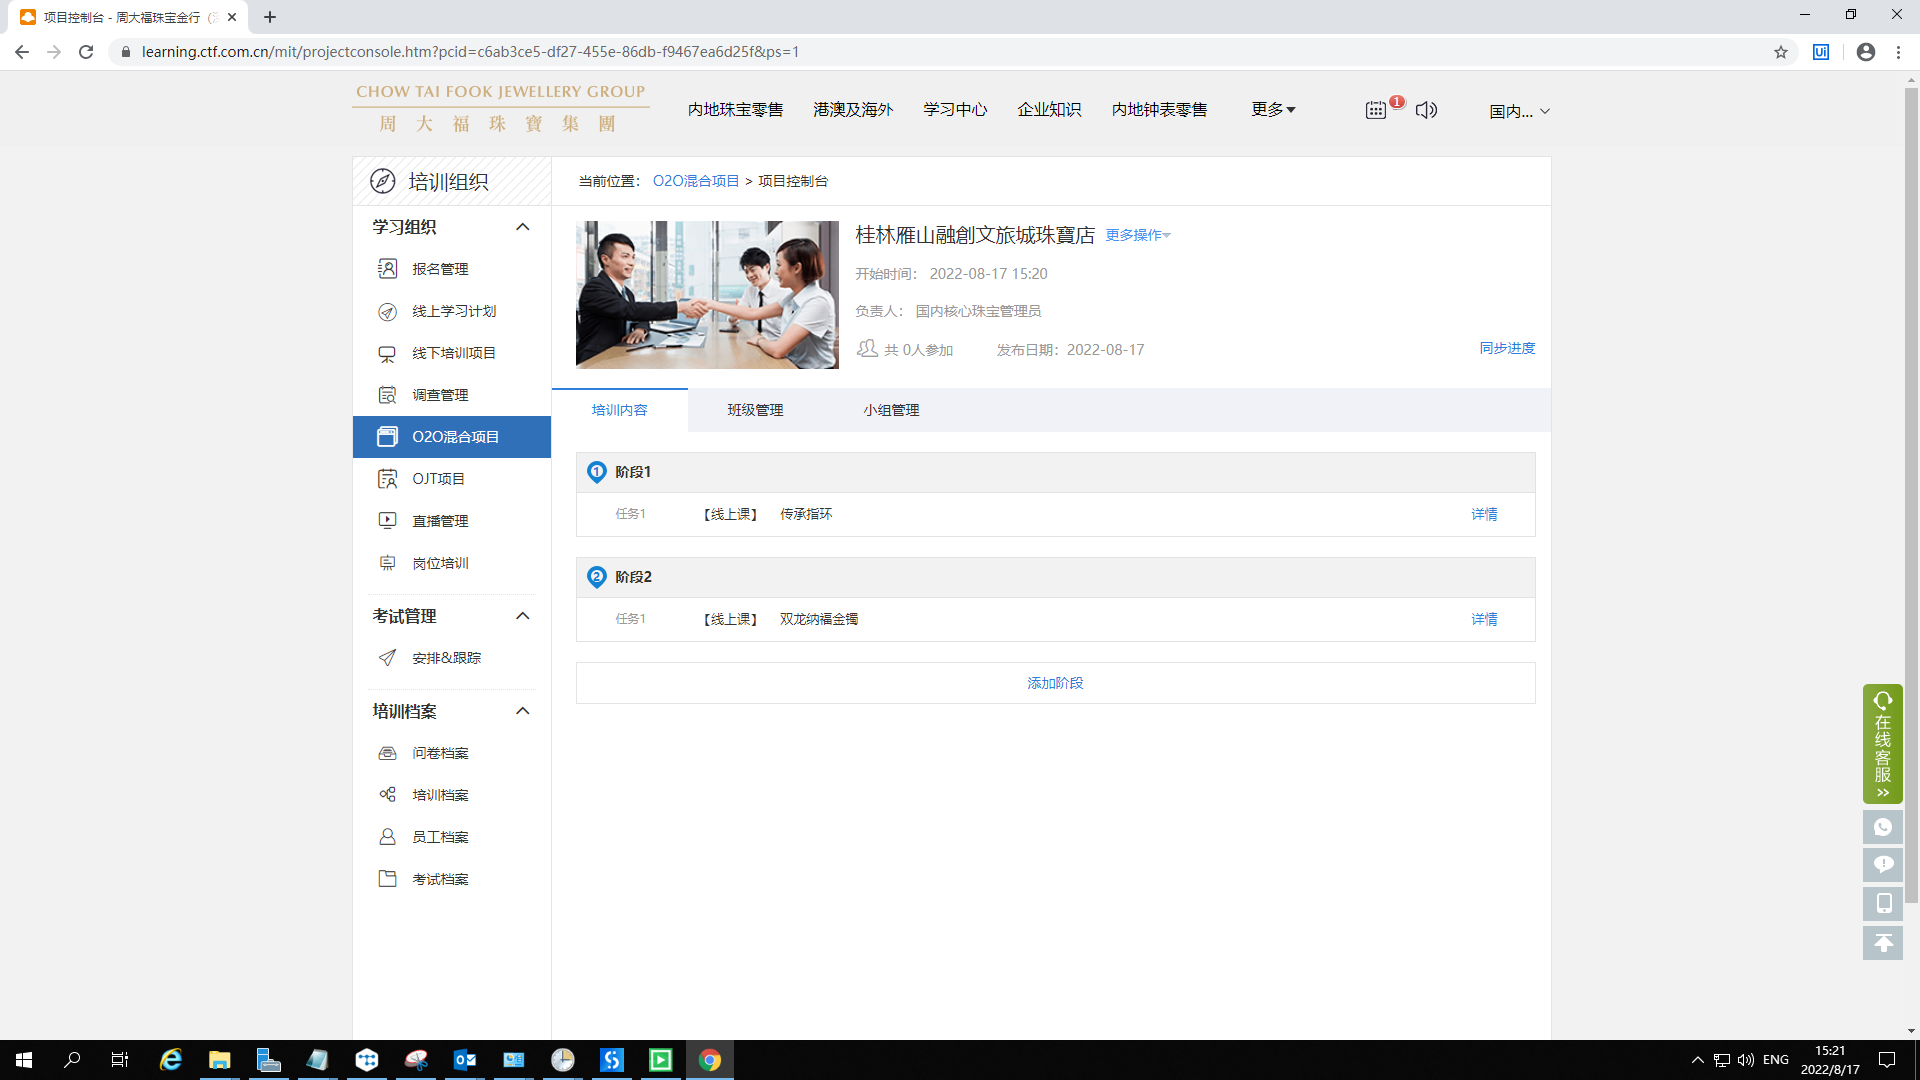 项目控制台 - 周大福珠宝金行
learning.ctf.com.cn/mit/projectconsole.htm?pcid=c6ab3ce5-df27-455e-86db-f9467ea6d25f&ps=1
CHOW TAI FOOK JEWELLERY GROUP
周大福珠寶集團
内地珠宝零售 港澳及海外 学习中心 企业知识 内地钟表零售 更多 1 国内...
培训组织
当前位置： O2O混合项目 > 项目控制台
学习组织
报名管理
线上学习计划
线下培训项目
调查管理
O2O混合项目
OJT项目
直播管理
岗位培训
考试管理
安排&跟踪
培训档案
问卷档案
培训档案
员工档案
考试档案
桂林雁山融創文旅城珠寶店 更多操作
开始时间： 2022-08-17 15:20
负责人： 国内核心珠宝管理员
共 0人参加 发布日期：2022-08-17
同步进度
培训内容 班级管理 小组管理
1 阶段1
任务1 【线上课】 传承指环 详情
2 阶段2
任务1 【线上课】 双龙纳福金镯 详情
添加阶段
在线客服
ENG
15:21
2022/8/17